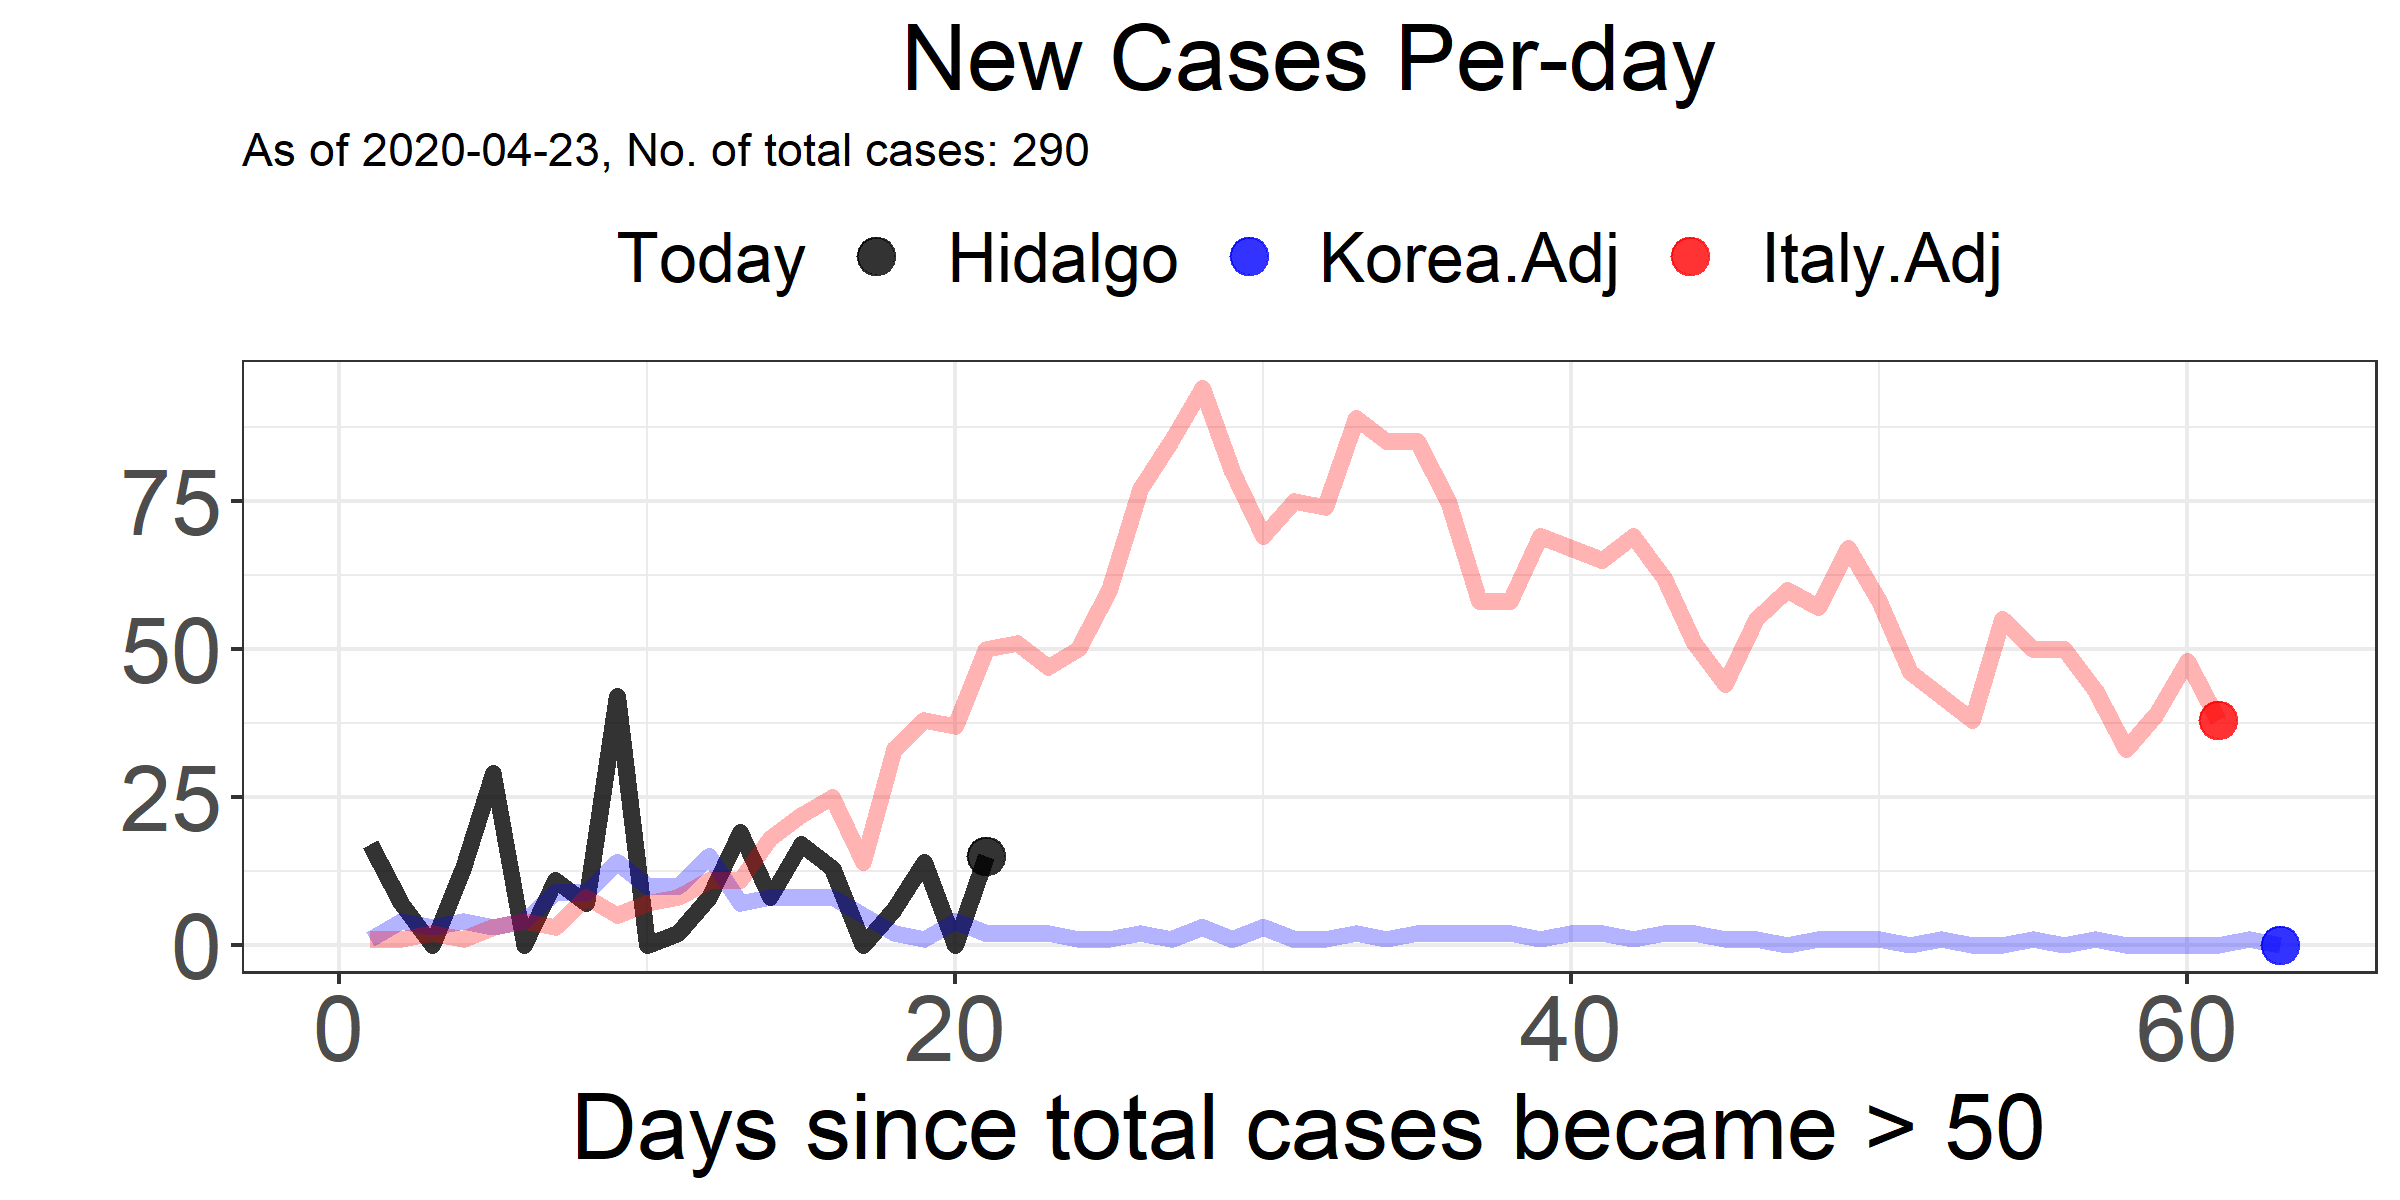 New Cases Per-day
As of 2020-04-23, No. of total cases: 290
Today Hidalgo Korea.Adj Italy.Adj
75
50
25
0
0 20 40 60
Days since total cases became > 50